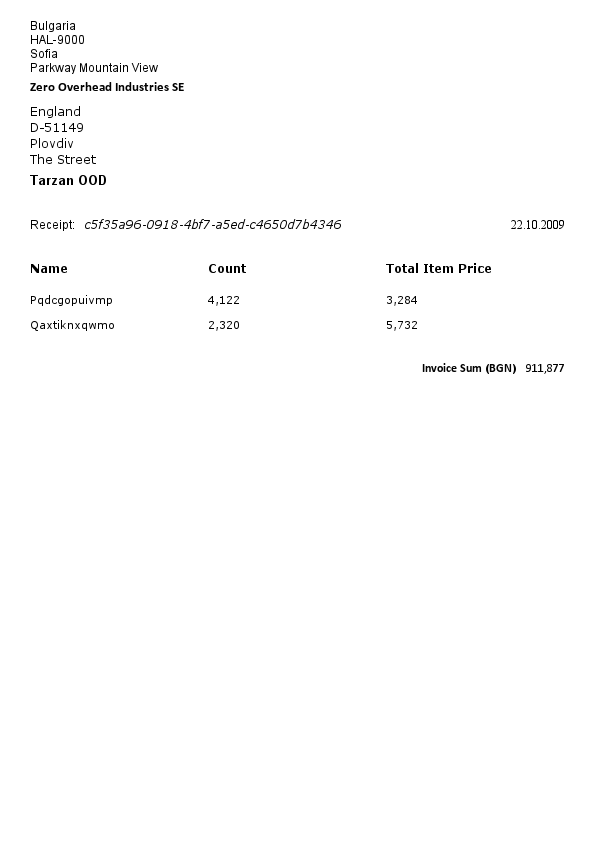 Bulgaria
HAL-9000
Sofia
Parkway Mountain View
Zero Overhead Industries SE
England
D-51149
Plovdiv
The Street
Tarzan OOD
Receipt: c5f35a96-0918-4bf7-a5ed-c4650d7b4346 22.10.2009
Name Count Total Item Price
Pqdcgopuivmp 4,122 3,284
Qaxtiknxqwmo 2,320 5,732
Invoice Sum (BGN) 911,877